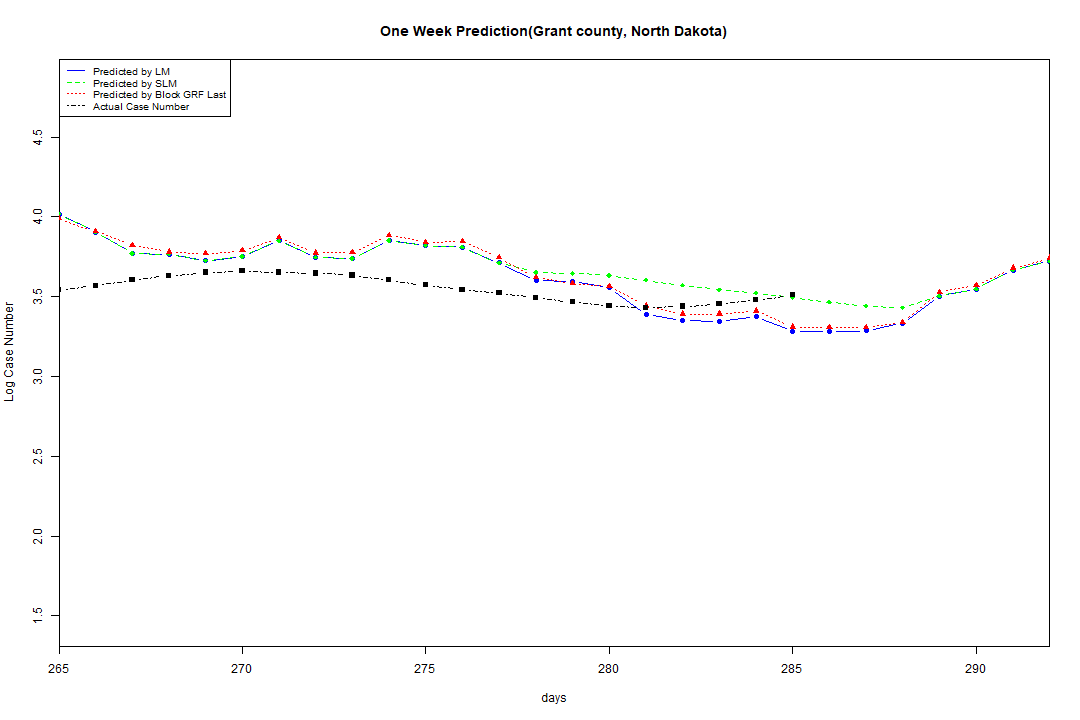 One Week Prediction(Grant county, North Dakota)
Predicted by LM
Predicted by SLM
Predicted by Block GRF Last
Actual Case Number
4.5
4.0
3.5
3.0
2.5
2.0
1.5
Log Case Number
265 270 275 280 285 290
days